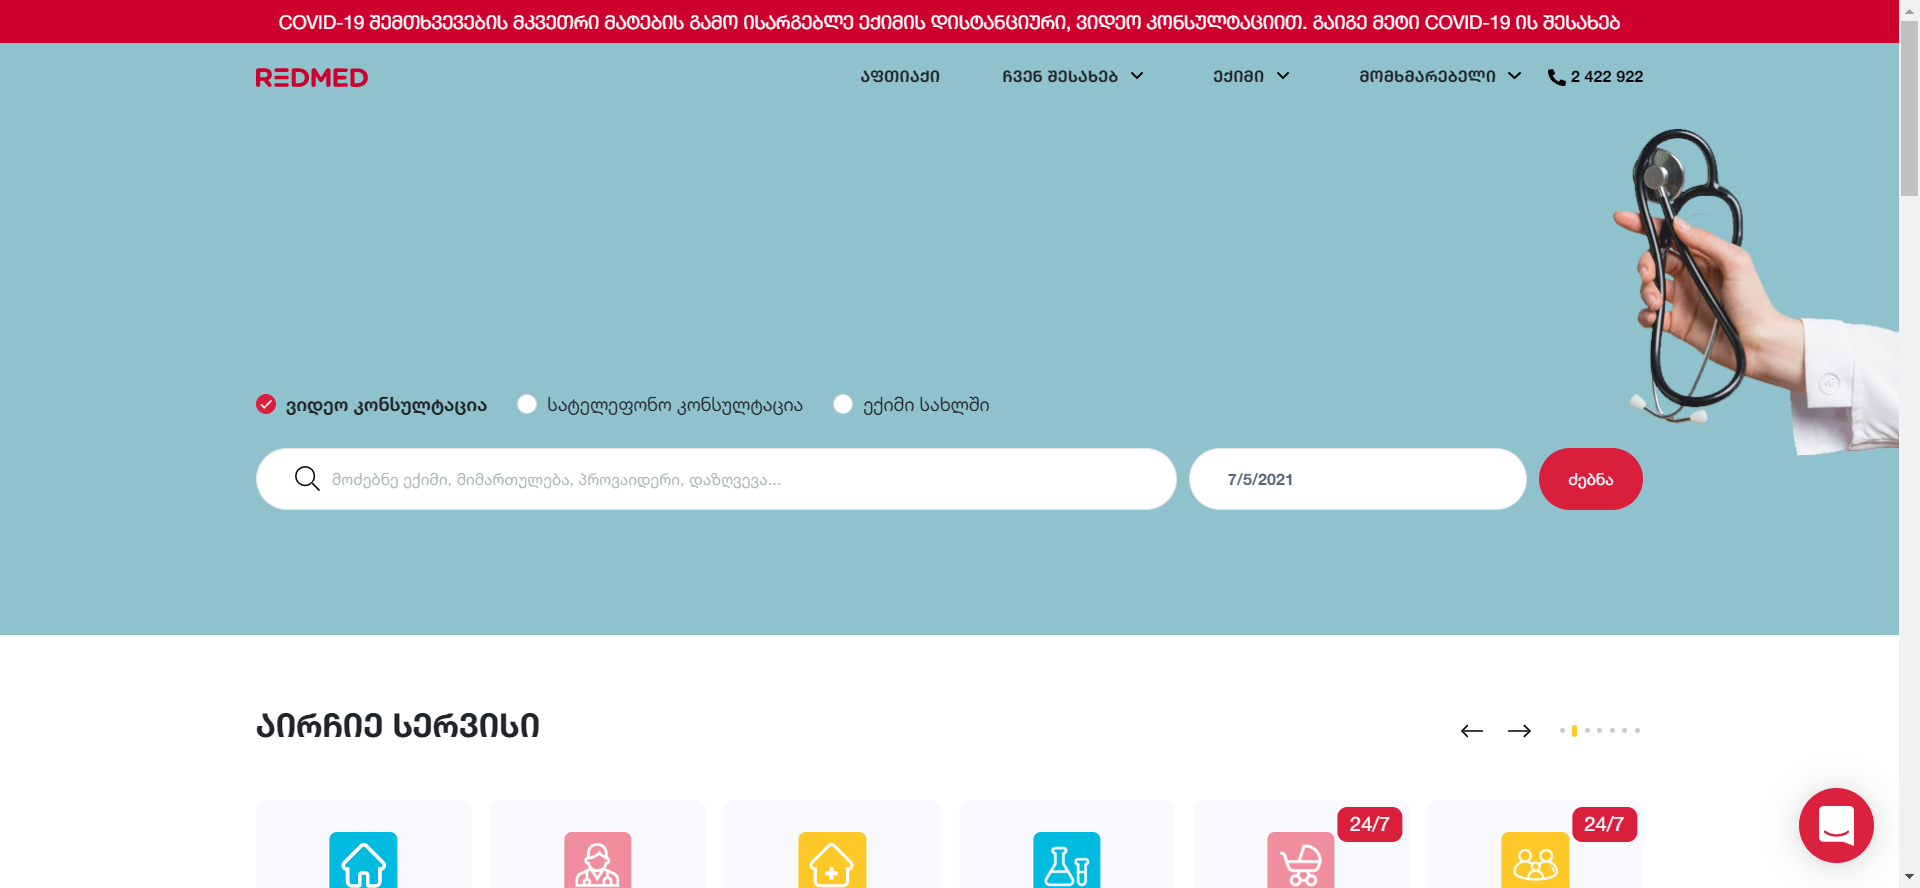 COVID-19 შემთხვევების მკვეთრი მატების გამო ისარგებლე ექიმის დისტანციური, ვიდეო კონსულტაციით. გაიგე მეტი COVID-19 ის შესახებ
REDMED
აფთიაქი
ჩვენ შესახებ
ექიმი
მომხმარებელი
2 422 922
ვიდეო კონსულტაცია
სატელეფონო კონსულტაცია
ექიმი სახლში
მოძებნე ექიმი, მიმართულება, პროვაიდერი, დაზღვევა...
7/5/2021
ძებნა
აირჩიე სერვისი
24/7
24/7